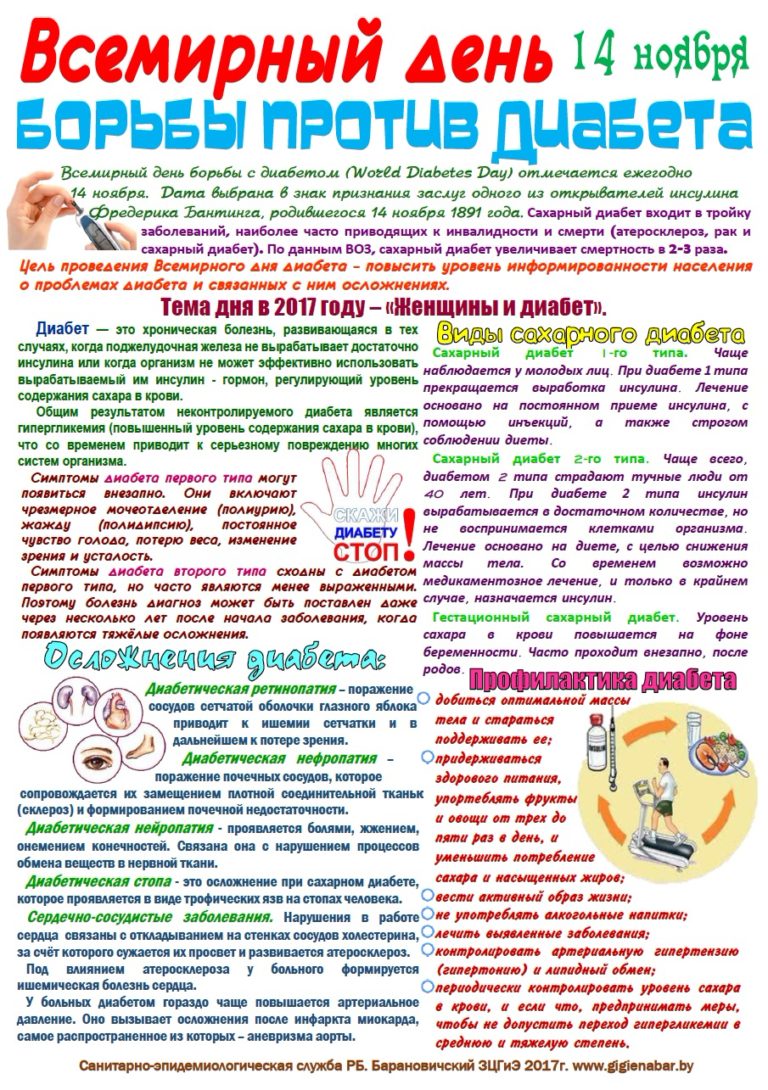 Всемирный день 14 ноября
борьбы против диабета
Всемирный день борьбы с диабетом (World Diabetes Day) отмечается ежегодно
14 ноября. Дата выбрана в знак признания заслуг одного из открывателей инсулина
Фредерика Бантинга, родившегося 14 ноября 1891 года. Сахарный диабет входит в тройку
заболеваний, наиболее часто приводящих к инвалидности и смерти (атеросклероз, рак и
сахарный диабет). По данным ВОЗ, сахарный диабет увеличивает смертность в 2-3 раза.
Цель проведения Всемирного дня диабета – повысить уровень информированности населения
о проблемах диабета и связанных с ним осложнениях.
Тема дня в 2017 году – «Женщины и диабет».
Диабет — это хроническая болезнь, развивающаяся в тех
случаях, когда поджелудочная железа не вырабатывает достаточно
инсулина или когда организм не может эффективно использовать
вырабатываемый им инсулин - гормон, регулирующий уровень
содержания сахара в крови.
Общим результатом неконтролируемого диабета является
гипергликемия (повышенный уровень содержания сахара в крови),
что со временем приводит к серьезному повреждению многих
систем организма.
Симптомы диабета первого типа могут
появиться внезапно. Они включают
чрезмерное мочеотделение (полиурию),
жажду (полидипсию), постоянное
чувство голода, потерю веса, изменение
зрения и усталость.
СКАЖИ
ДИАБЕТУ
СТОП!
Симптомы диабета второго типа сходны с диабетом
первого типа, но часто являются менее выраженными.
Поэтому болезнь диагноз может быть поставлен даже
через несколько лет после начала заболевания, когда
появляются тяжёлые осложнения.
Осложнения диабета:
Диабетическая ретинопатия – поражение
сосудов сетчатой оболочки глазного яблока
приводит к ишемии сетчатки и в
дальнейшем к потере зрения.
Диабетическая нефропатия –
поражение почечных сосудов, которое
сопровождается их замещением плотной соединительной тканьк
(склероз) и формированием почечной недостаточности.
Диабетическая нейропатия - проявляется болями, жжением,
онемением конечностей. Связана она с нарушением процессов
обмена веществ в нервной ткани.
Диабетическая стопа - это осложнение при сахарном диабете,
которое проявляется в виде трофических язв на стопах человека.
Сердечно-сосудистые заболевания. Нарушения в работе
сердца связаны с откладыванием на стенках сосудов холестерина,
за счёт которого сужается их просвет и развивается атеросклероз.
Под влиянием атеросклероза у больного формируется
ишемическая болезнь сердца.
У больных диабетом гораздо чаще повышается артериальное
давление. Оно вызывает осложнения после инфаркта миокарда,
самое распространенное из которых – аневризма аорты.
Виды сахарного диабета
Сахарный диабет 1-го типа. Чаще
наблюдается у молодых лиц. При диабете 1 типа
прекращается выработка инсулина. Лечение
основано на постоянном приеме инсулина, с
помощью инъекций, а также строгом
соблюдении диеты.
Сахарный диабет 2-го типа. Чаще всего,
диабетом 2 типа страдают тучные люди от
40 лет. При диабете 2 типа инсулин
вырабатывается в достаточном количестве, но
не воспринимается клетками организма.
Лечение основано на диете, с целью снижения
массы тела. Со временем возможно
медикаментозное лечение, и только в крайнем
случае, назначается инсулин.
Гестационный сахарный диабет. Уровень
сахара в крови повышается на фоне
беременности. Часто проходит внезапно, после
родов.
Профилактика диабета
добиться оптимальной массы
тела и стараться
поддерживать ее;
придерживаться
здорового питания,
употреблять фрукты
и овощи от трех до
пяти раз в день, и
уменьшить потребление
сахара и насыщенных жиров;
вести активный образ жизни;
не употреблять алкогольные напитки;
лечить выявленные заболевания;
контролировать артериальную гипертензию
(гипертонию) и липидный обмен;
периодически контролировать уровень сахара
в крови, и если что, предпринимать меры,
чтобы не допустить переход гипергликемии в
среднюю и тяжелую степень.
INSULIN
Санитарно-эпидемиологическая служба РБ. Барановичский ЗЦГиЭ 2017г. www.gigienabar.by